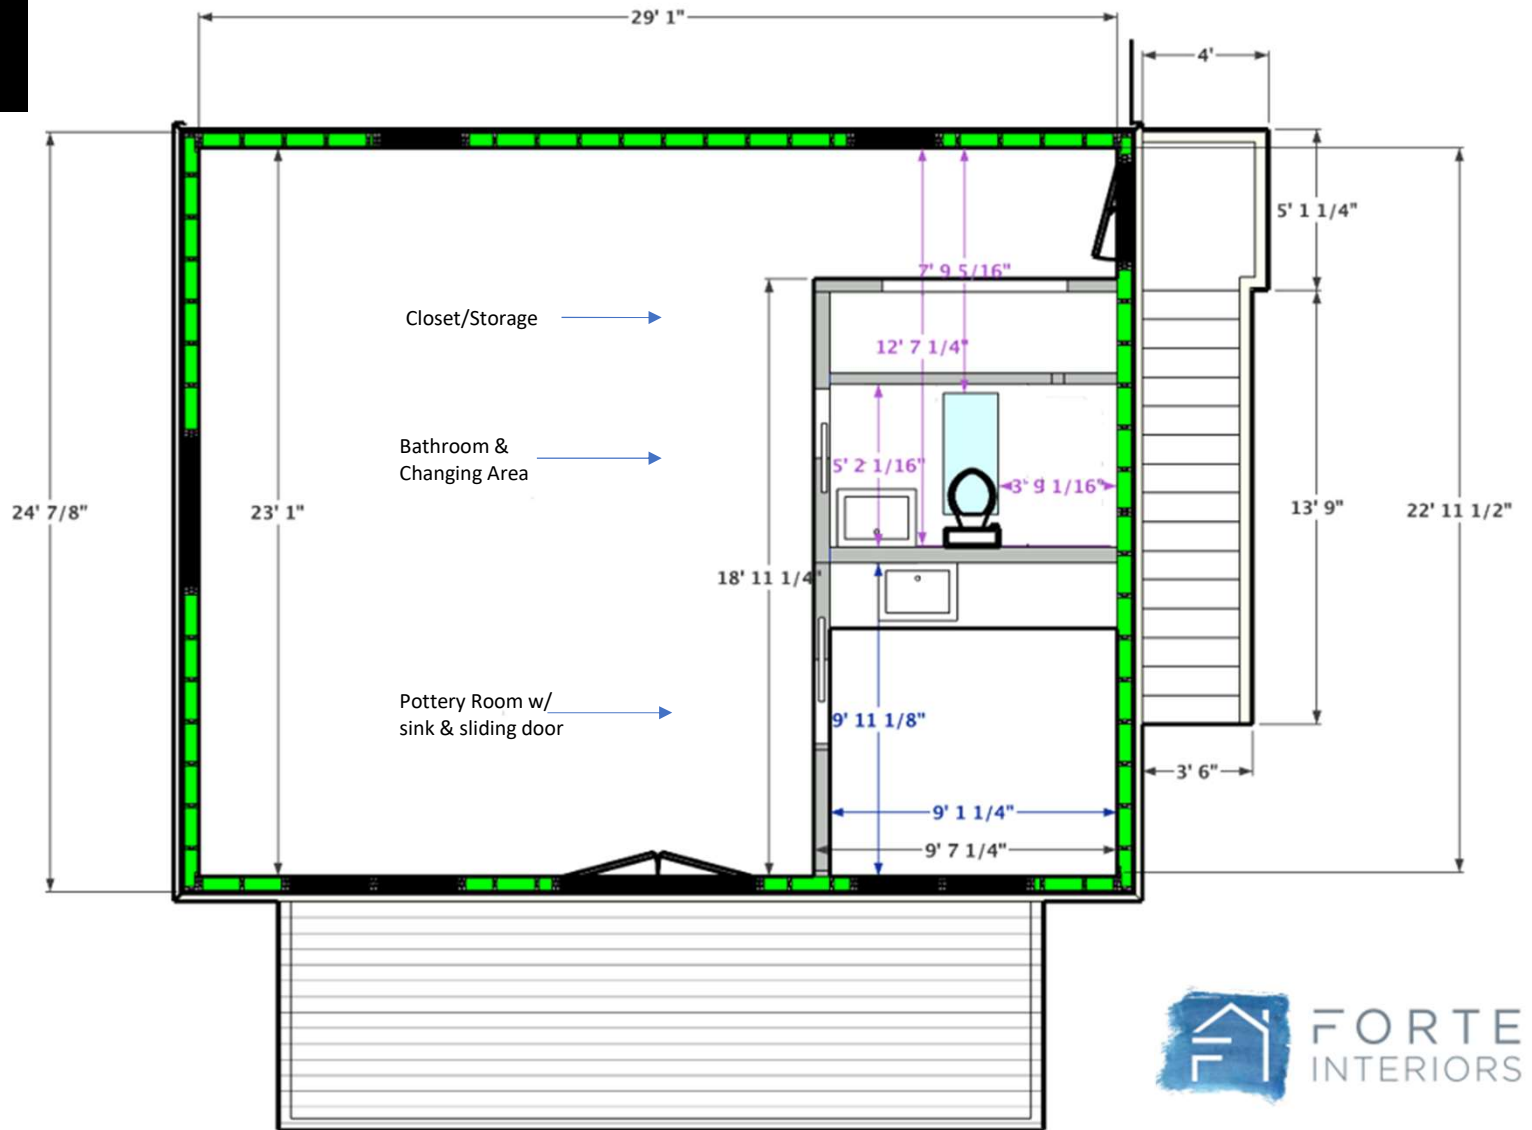 29' 1"
4'
5' 1 1/4"
7' 9 5/16"
Closet/Storage
12' 7 1/4"
Bathroom &
Changing Area
5' 2 1/16"
3' 9 1/16"
24' 7/8"
23' 1"
13' 9"
22' 11 1/2"
18' 11 1/4"
Pottery Room w/
sink & sliding door
9' 11 1/8"
3' 6"
9' 1 1/4"
9' 7 1/4"
FORTE
INTERIORS